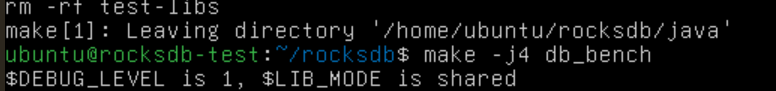 rm -rf test-libs
make[1]: Leaving directory '/home/ubuntu/rocksdb/java'
ubuntu@rocksdb-test:~/rocksdb$ make -j4 db_bench
$DEBUG_LEVEL is 1, $LIB_MODE is shared